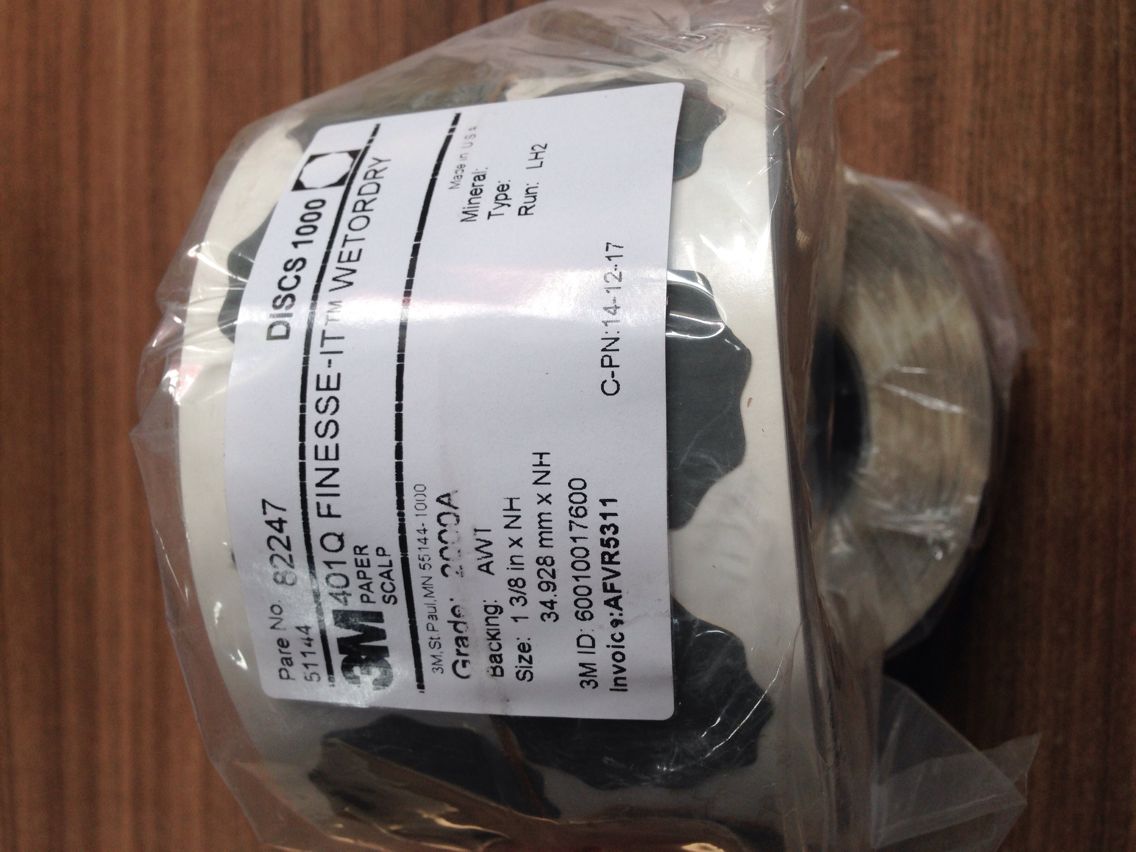 Pare No. 82247
DISCS 1000
51144
3M 401Q FINESSE-IT™ WETORDRY
PAPER
SCALP
3M,St.Paul,MN 55144-1000
Made in U.S.A
Grade: 2000A
Mineral:
Backing: AWT
Type:
Size: 1 3/8 in x NH
Run: LH2
34.928 mm x NH
3M ID: 60010017600
C-PN:14-12-17
Invoice:AFVR5311